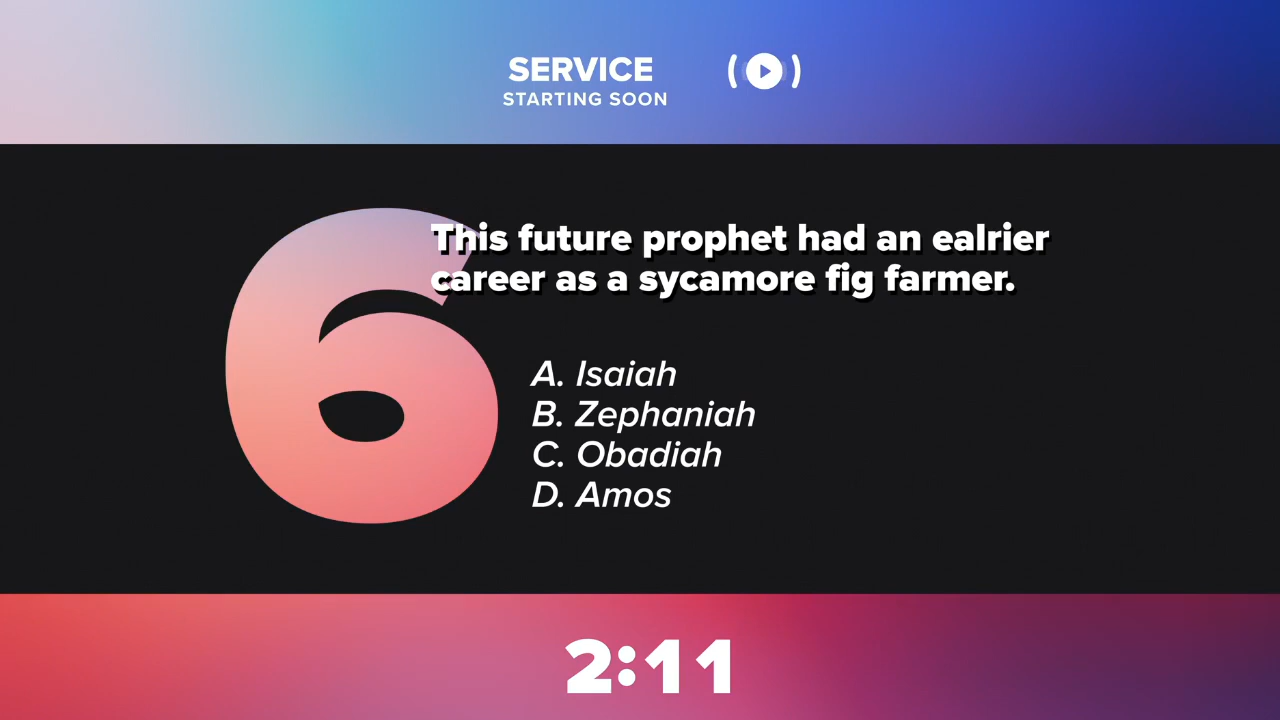 SERVICE
STARTING SOON
6
This future prophet had an ealrier
career as a sycamore fig farmer.
A. Isaiah
B. Zephaniah
C. Obadiah
D. Amos
2:11